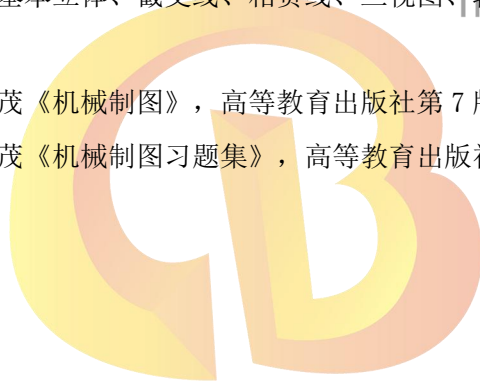 基本立体、截交线、相贯线、三视图、
茂《机械制图》，高等教育出版社第 7 版
茂《机械制图习题集》，高等教育出版社